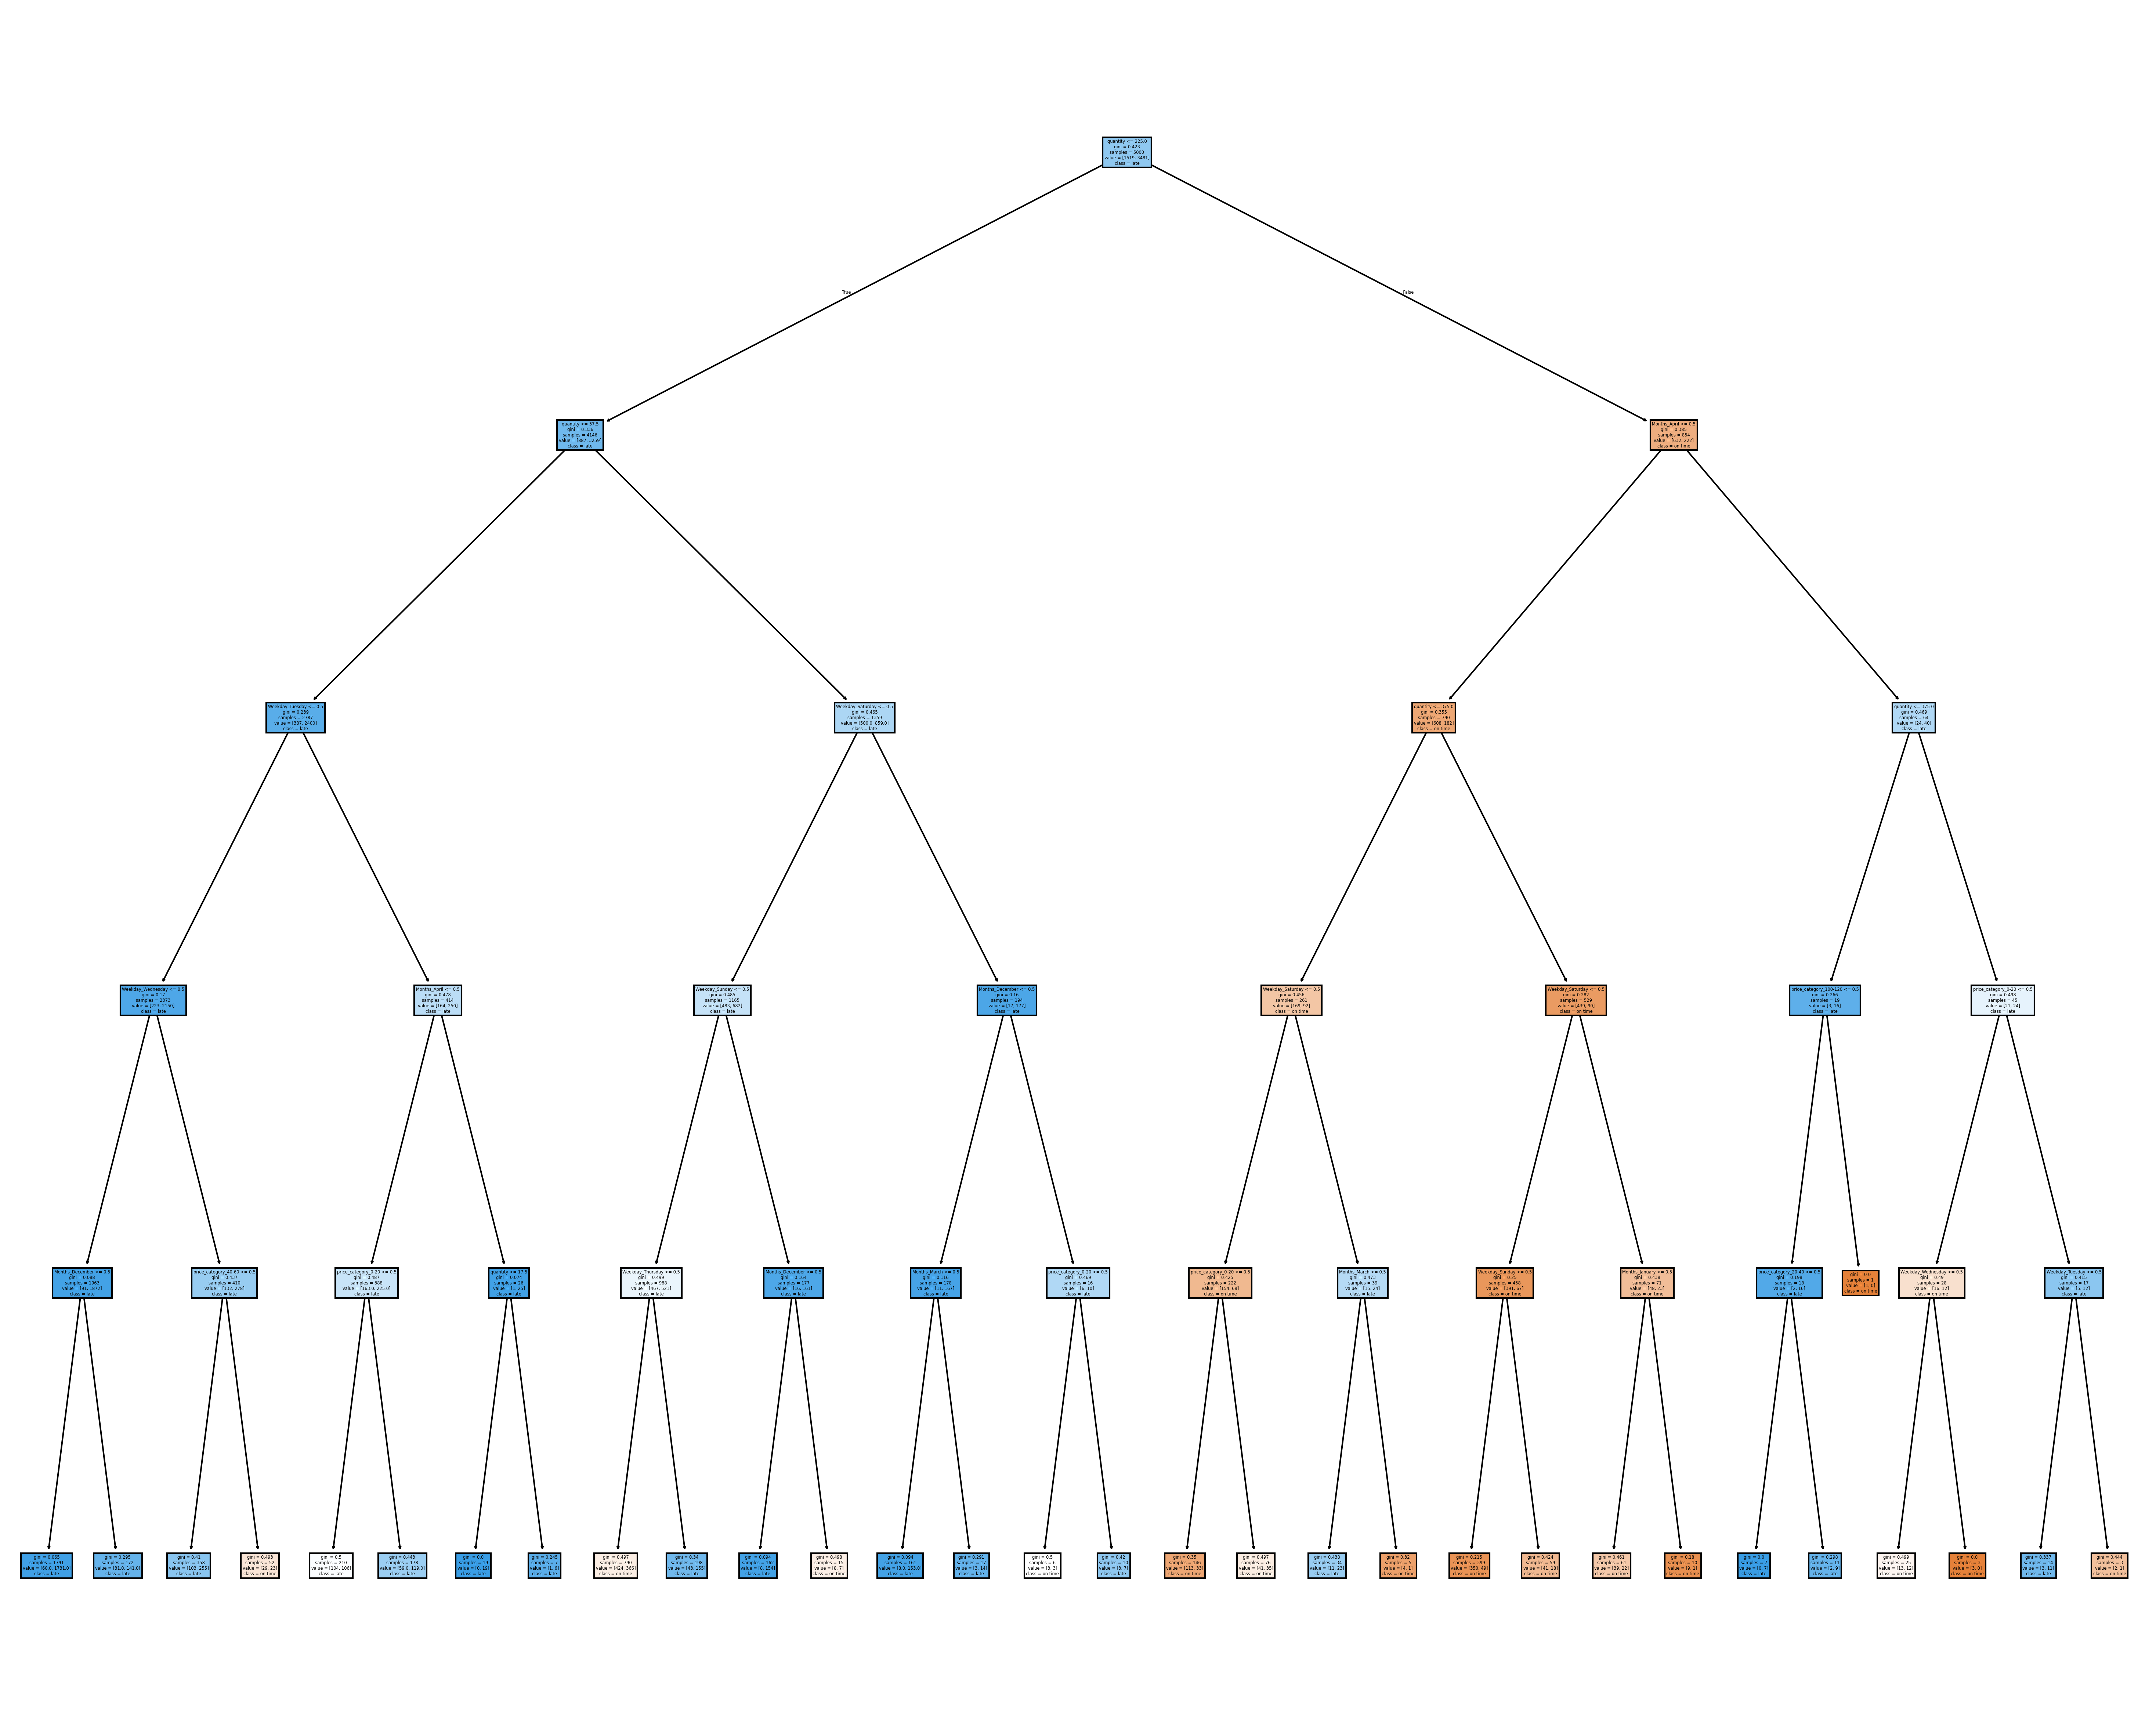 quantity <= 225.0
gini = 0.423
samples = 5000
value = [1519, 3481]
class = late
True
False
quantity <= 37.5
gini = 0.336
samples = 4146
value = [887, 3259]
class = late
Months_April <= 0.5
gini = 0.385
samples = 854
value = [632, 222]
class = on time
Weekday_Tuesday <= 0.5
gini = 0.239
samples = 2787
value = [387, 2400]
class = late
Weekday_Saturday <= 0.5
gini = 0.465
samples = 1359
value = [500.0, 859.0]
class = late
quantity <= 375.0
gini = 0.355
samples = 790
value = [608, 182]
class = on time
quantity <= 375.0
gini = 0.469
samples = 64
value = [24, 40]
class = late
Weekday_Wednesday <= 0.5
gini = 0.17
samples = 2373
value = [223, 2150]
class = late
Months_April <= 0.5
gini = 0.478
samples = 414
value = [164, 250]
class = late
Weekday_Sunday <= 0.5
gini = 0.485
samples = 1165
value = [483, 682]
class = late
Months_December <= 0.5
gini = 0.16
samples = 194
value = [17, 177]
class = late
Weekday_Saturday <= 0.5
gini = 0.456
samples = 261
value = [169, 92]
class = on time
Weekday_Saturday <= 0.5
gini = 0.282
samples = 529
value = [439, 90]
class = on time
price_category_100-120 <= 0.5
gini = 0.266
samples = 19
value = [3, 16]
class = late
price_category_0-20 <= 0.5
gini = 0.498
samples = 45
value = [21, 24]
class = late
Months_December <= 0.5
gini = 0.088
samples = 1963
value = [91, 1872]
class = late
price_category_40-60 <= 0.5
gini = 0.437
samples = 410
value = [132, 278]
class = late
price_category_0-20 <= 0.5
gini = 0.487
samples = 388
value = [163.0, 225.0]
class = late
quantity <= 17.5
gini = 0.074
samples = 26
value = [1, 25]
class = late
Weekday_Thursday <= 0.5
gini = 0.499
samples = 988
value = [467, 521]
class = late
Months_December <= 0.5
gini = 0.164
samples = 177
value = [16, 161]
class = late
Months_March <= 0.5
gini = 0.116
samples = 178
value = [11, 167]
class = late
price_category_0-20 <= 0.5
gini = 0.469
samples = 16
value = [6, 10]
class = late
price_category_0-20 <= 0.5
gini = 0.425
samples = 222
value = [154, 68]
class = on time
Months_March <= 0.5
gini = 0.473
samples = 39
value = [15, 24]
class = late
Weekday_Sunday <= 0.5
gini = 0.25
samples = 458
value = [391, 67]
class = on time
Months_January <= 0.5
gini = 0.438
samples = 71
value = [48, 23]
class = on time
price_category_20-40 <= 0.5
gini = 0.198
samples = 18
value = [2, 16]
class = late
gini = 0.0
samples = 1
value = [1, 0]
class = on time
Weekday_Wednesday <= 0.5
gini = 0.49
samples = 28
value = [16, 12]
class = on time
Weekday_Tuesday <= 0.5
gini = 0.415
samples = 17
value = [5, 12]
class = late
gini = 0.065
samples = 1791
value = [60.0, 1731.0]
class = late
gini = 0.295
samples = 172
value = [31.0, 141.0]
class = late
gini = 0.41
samples = 358
value = [103, 255]
class = late
gini = 0.493
samples = 52
value = [29, 23]
class = on time
gini = 0.5
samples = 210
value = [104, 106]
class = late
gini = 0.443
samples = 178
value = [59.0, 119.0]
class = late
gini = 0.0
samples = 19
value = [0, 19]
class = late
gini = 0.245
samples = 7
value = [1, 6]
class = late
gini = 0.497
samples = 790
value = [424, 366]
class = on time
gini = 0.34
samples = 198
value = [43, 155]
class = late
gini = 0.094
samples = 162
value = [8, 154]
class = late
gini = 0.498
samples = 15
value = [8, 7]
class = on time
gini = 0.094
samples = 161
value = [8.0, 153.0]
class = late
gini = 0.291
samples = 17
value = [3, 14]
class = late
gini = 0.5
samples = 6
value = [3, 3]
class = on time
gini = 0.42
samples = 10
value = [3, 7]
class = late
gini = 0.35
samples = 146
value = [113, 33]
class = on time
gini = 0.497
samples = 76
value = [41, 35]
class = on time
gini = 0.438
samples = 34
value = [11, 23]
class = late
gini = 0.32
samples = 5
value = [4, 1]
class = on time
gini = 0.215
samples = 399
value = [350, 49]
class = on time
gini = 0.424
samples = 59
value = [41, 18]
class = on time
gini = 0.461
samples = 61
value = [39, 22]
class = on time
gini = 0.18
samples = 10
value = [9, 1]
class = on time
gini = 0.0
samples = 7
value = [0, 7]
class = late
gini = 0.298
samples = 11
value = [2, 9]
class = late
gini = 0.499
samples = 25
value = [13, 12]
class = on time
gini = 0.0
samples = 3
value = [3, 0]
class = on time
gini = 0.337
samples = 14
value = [3, 11]
class = late
gini = 0.444
samples = 3
value = [2, 1]
class = on time